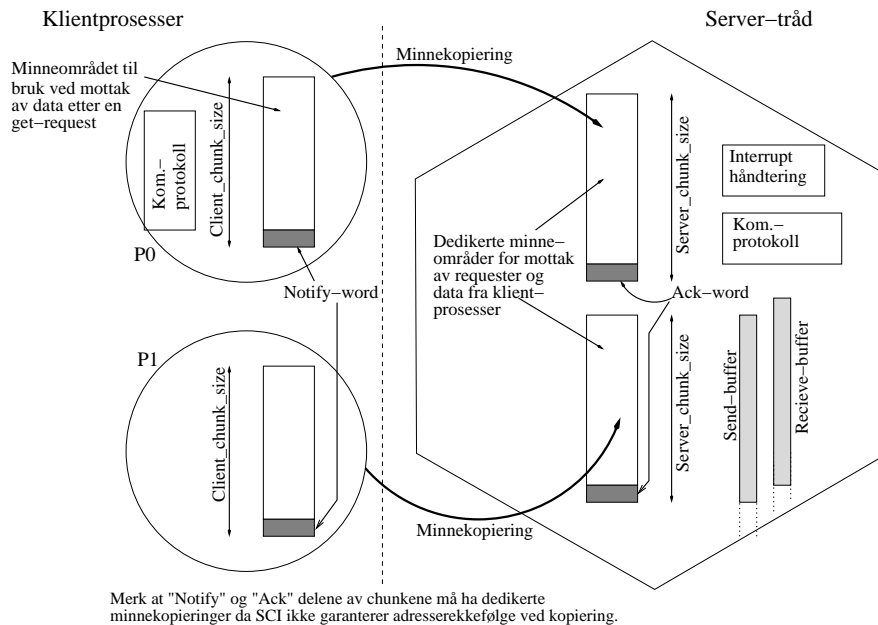 Klientprosesser
Server−tråd
Minnekopiering
Minneområdet til
bruk ved mottak
av data etter en
get−request
Kom.−
protokoll
Client_chunk_size
P0
Notify−word
Server_chunk_size
Interrupt
håndtering
Kom.−
protokoll
Dedikerte minne−
områder for mottak
av requester og
data fra klient−
prosesser
Ack−word
P1
Client_chunk_size
Server_chunk_size
Send−buffer
Recieve−buffer
Minnekopiering
Merk at "Notify" og "Ack" delene av chunkene må ha dedikerte
minnekopieringer da SCI ikke garanterer adresserekkefølge ved kopiering.